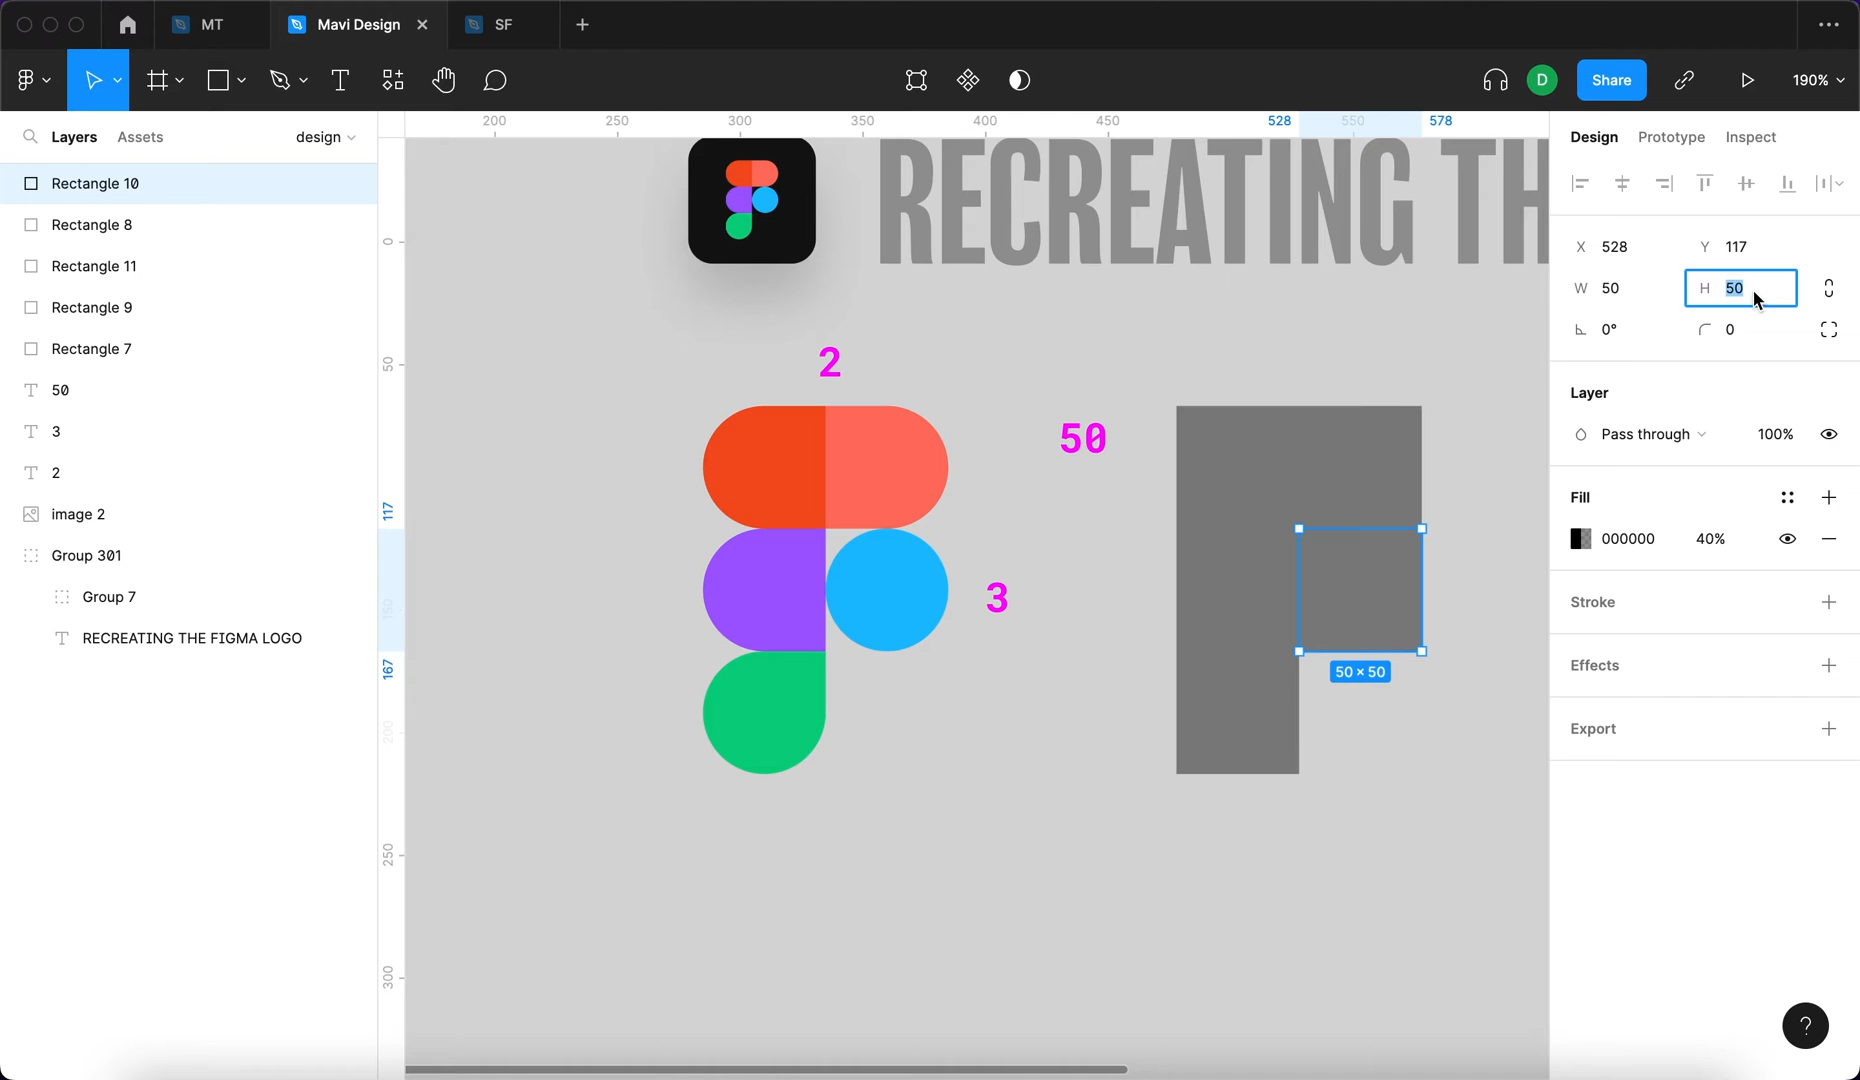 MT
Mavi Design
SF
D
Share
190%
Layers
Assets
design
Rectangle 10
Rectangle 8
Rectangle 11
Rectangle 9
Rectangle 7
50
3
2
image 2
Group 301
Group 7
RECREATING THE FIGMA LOGO
200
250
300
350
400
450
528
550
578
0
50
117
150
167
200
250
300
RECREATING TH
2
50
3
50 × 50
Design
Prototype
Inspect
X 528
Y 117
W 50
H 50
0°
0
Layer
Pass through
100%
Fill
000000
40%
Stroke
Effects
Export
?